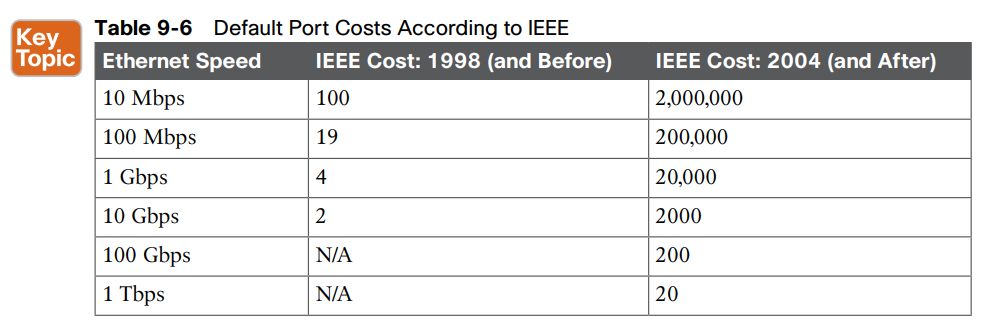 Key
Topic
Table 9-6 Default Port Costs According to IEEE
Ethernet Speed IEEE Cost: 1998 (and Before) IEEE Cost: 2004 (and After)
10 Mbps 100 2,000,000
100 Mbps 19 200,000
1 Gbps 4 20,000
10 Gbps 2 2000
100 Gbps N/A 200
1 Tbps N/A 20